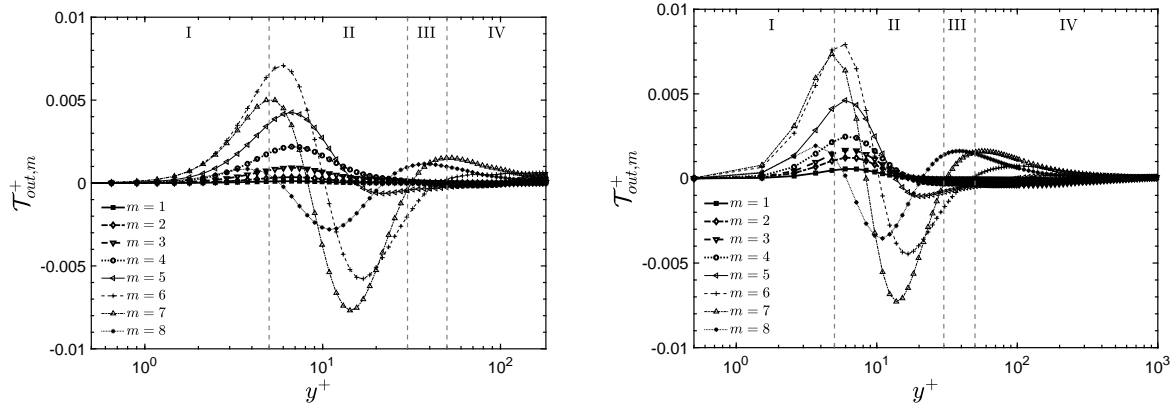 0.01
0.005
0
-0.005
-0.01
𝒯⁺out,m
I II III IV
m = 1
m = 2
m = 3
m = 4
m = 5
m = 6
m = 7
m = 8
10⁰ 10¹ 10²
y⁺
0.01
0.005
0
-0.005
-0.01
𝒯⁺out,m
I II III IV
m = 1
m = 2
m = 3
m = 4
m = 5
m = 6
m = 7
m = 8
10⁰ 10¹ 10² 10³
y⁺